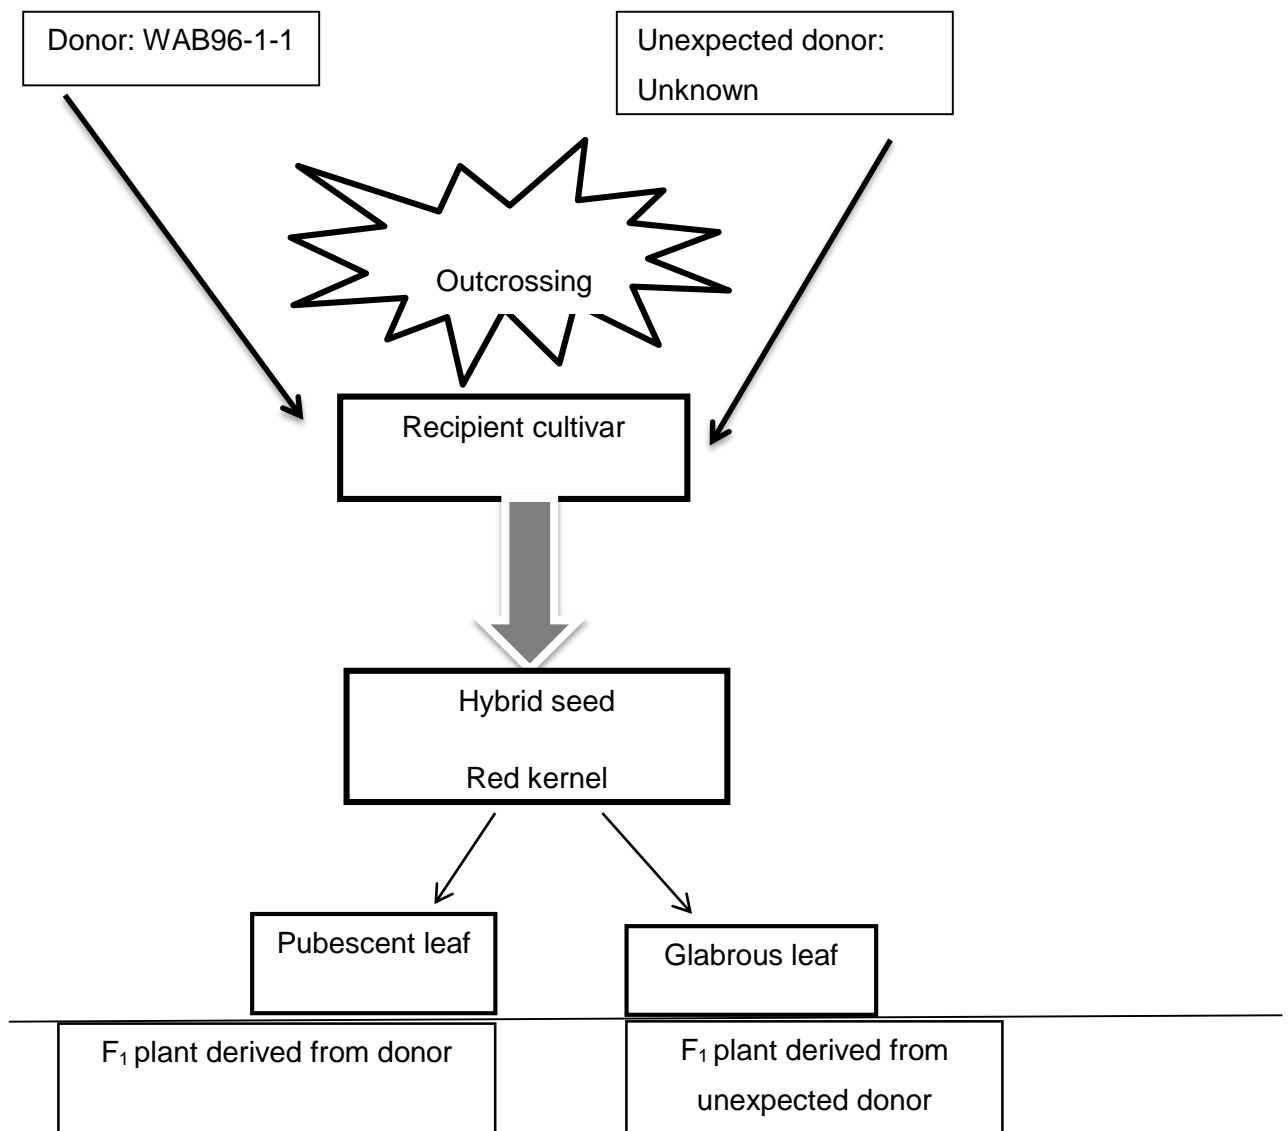 Donor: WAB96-1-1
Unexpected donor:
Unknown
Outcrossing
Recipient cultivar
Hybrid seed
Red kernel
Pubescent leaf
Glabrous leaf
F₁ plant derived from donor
F₁ plant derived from
unexpected donor